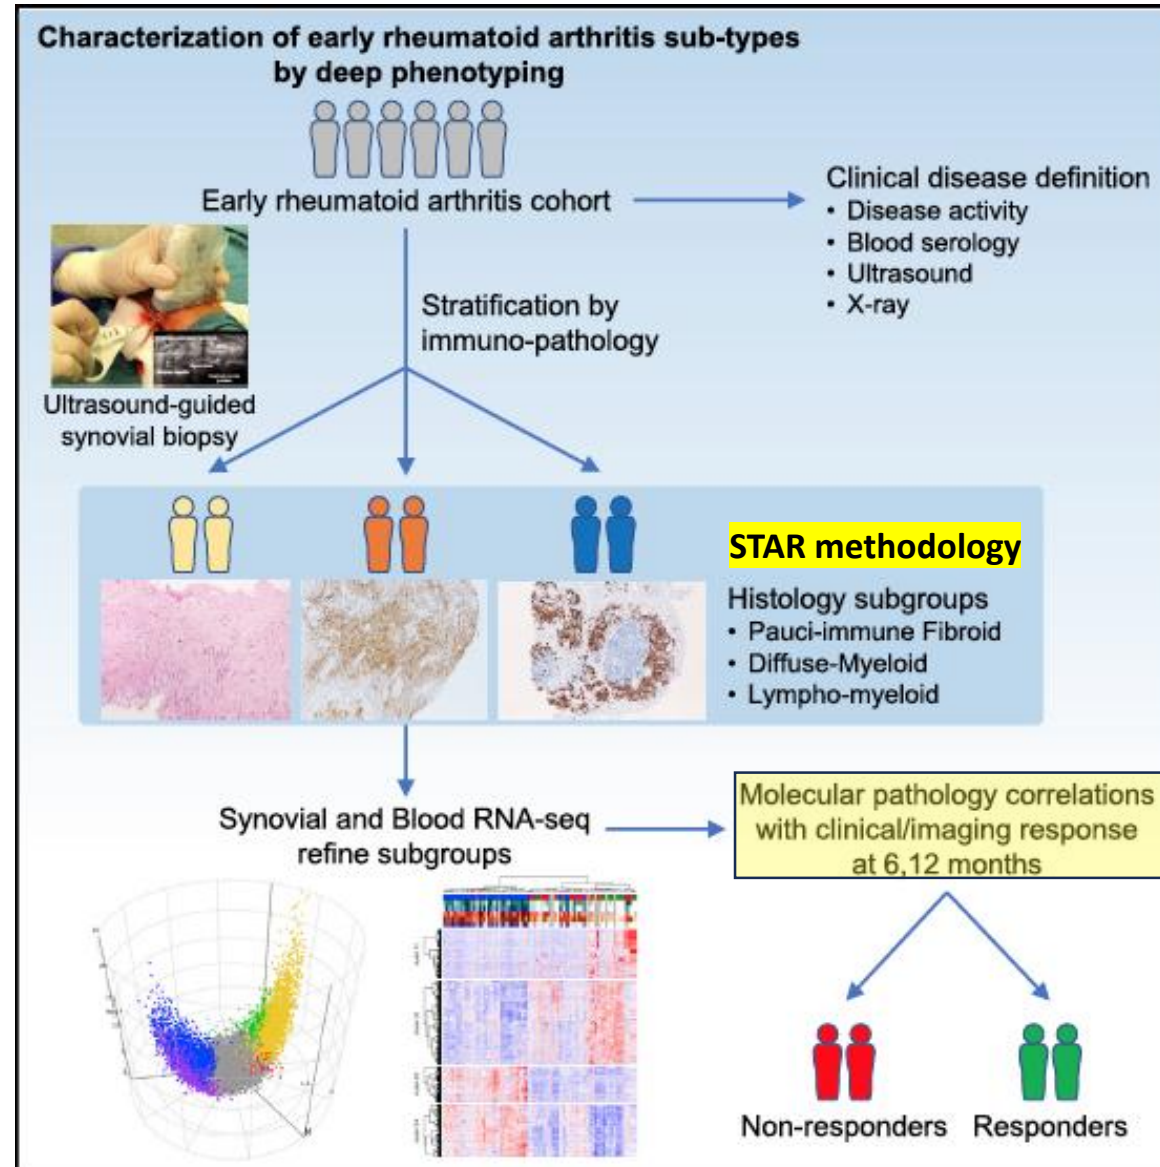 Characterization of early rheumatoid arthritis sub-types
by deep phenotyping
Early rheumatoid arthritis cohort
Clinical disease definition
• Disease activity
• Blood serology
• Ultrasound
• X-ray
Stratification by
immuno-pathology
Ultrasound-guided
synovial biopsy
STAR methodology
Histology subgroups
• Pauci-immune Fibroid
• Diffuse-Myeloid
• Lympho-myeloid
Synovial and Blood RNA-seq
refine subgroups
Molecular pathology correlations
with clinical/imaging response
at 6,12 months
Non-responders
Responders